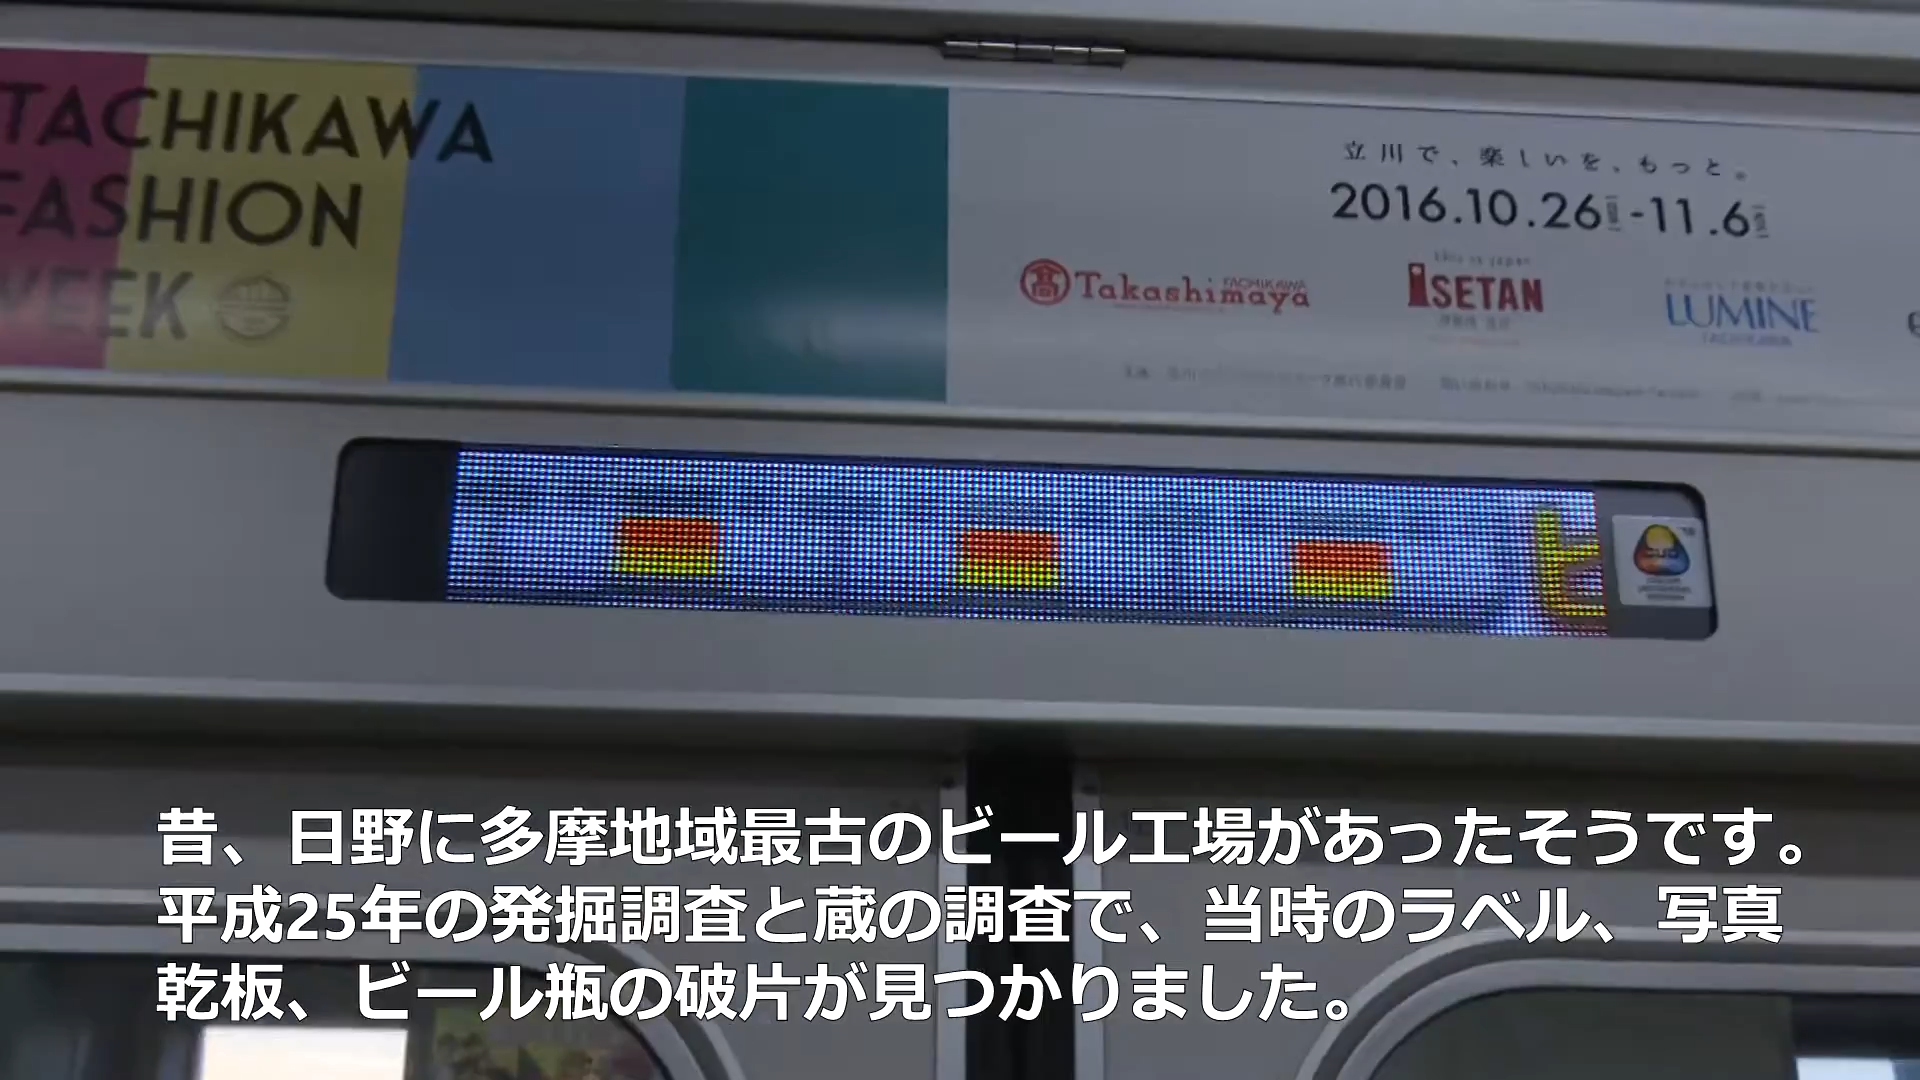 TACHIKAWA
FASHION
WEEK
立川で、楽しいを、もっと。
2016.10.26 -11.6
髙 Takashimaya
TACHIKAWA
this is japan
ISETAN
LUMINE
TACHIKAWA
ビ
CUD
昔、日野に多摩地域最古のビール工場があったそうです。
平成25年の発掘調査と蔵の調査で、当時のラベル、写真
乾板、ビール瓶の破片が見つかりました。